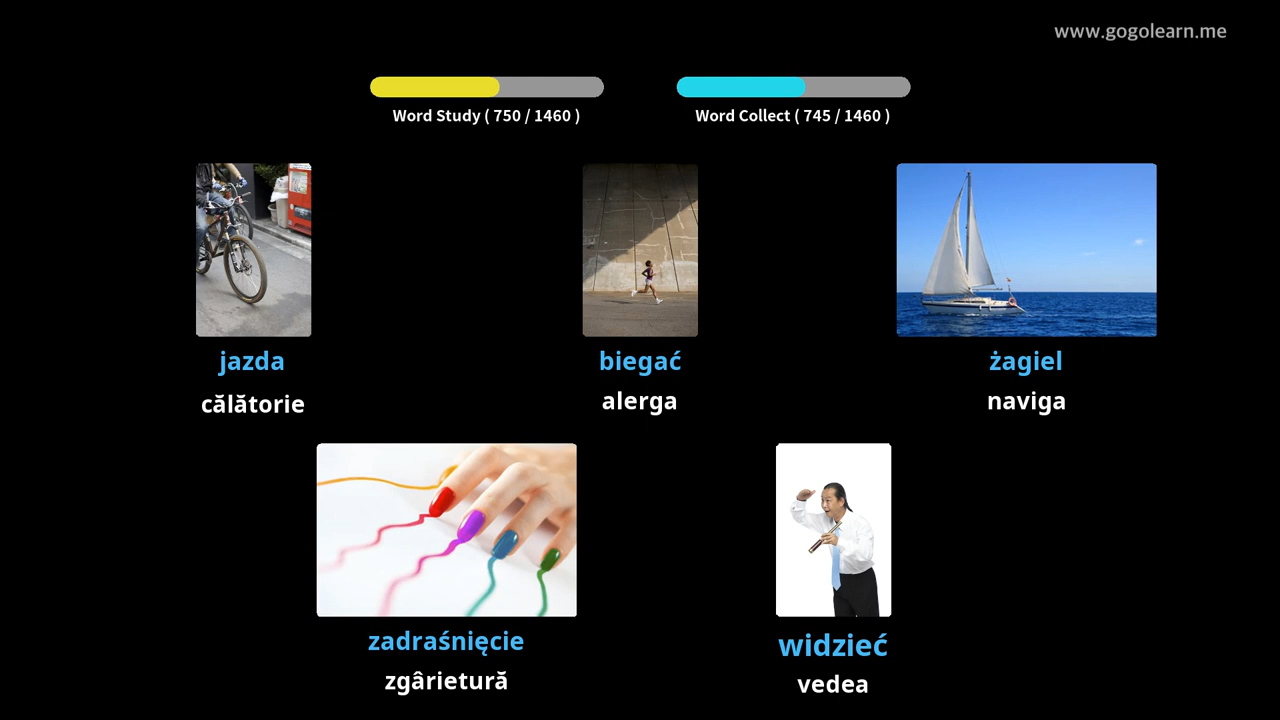 www.gogolearn.me
Word Study ( 750 / 1460 )
Word Collect ( 745 / 1460 )
jazda
biegać
żagiel
călătorie
alerga
naviga
zadraśnięcie
widzieć
zgârietură
vedea